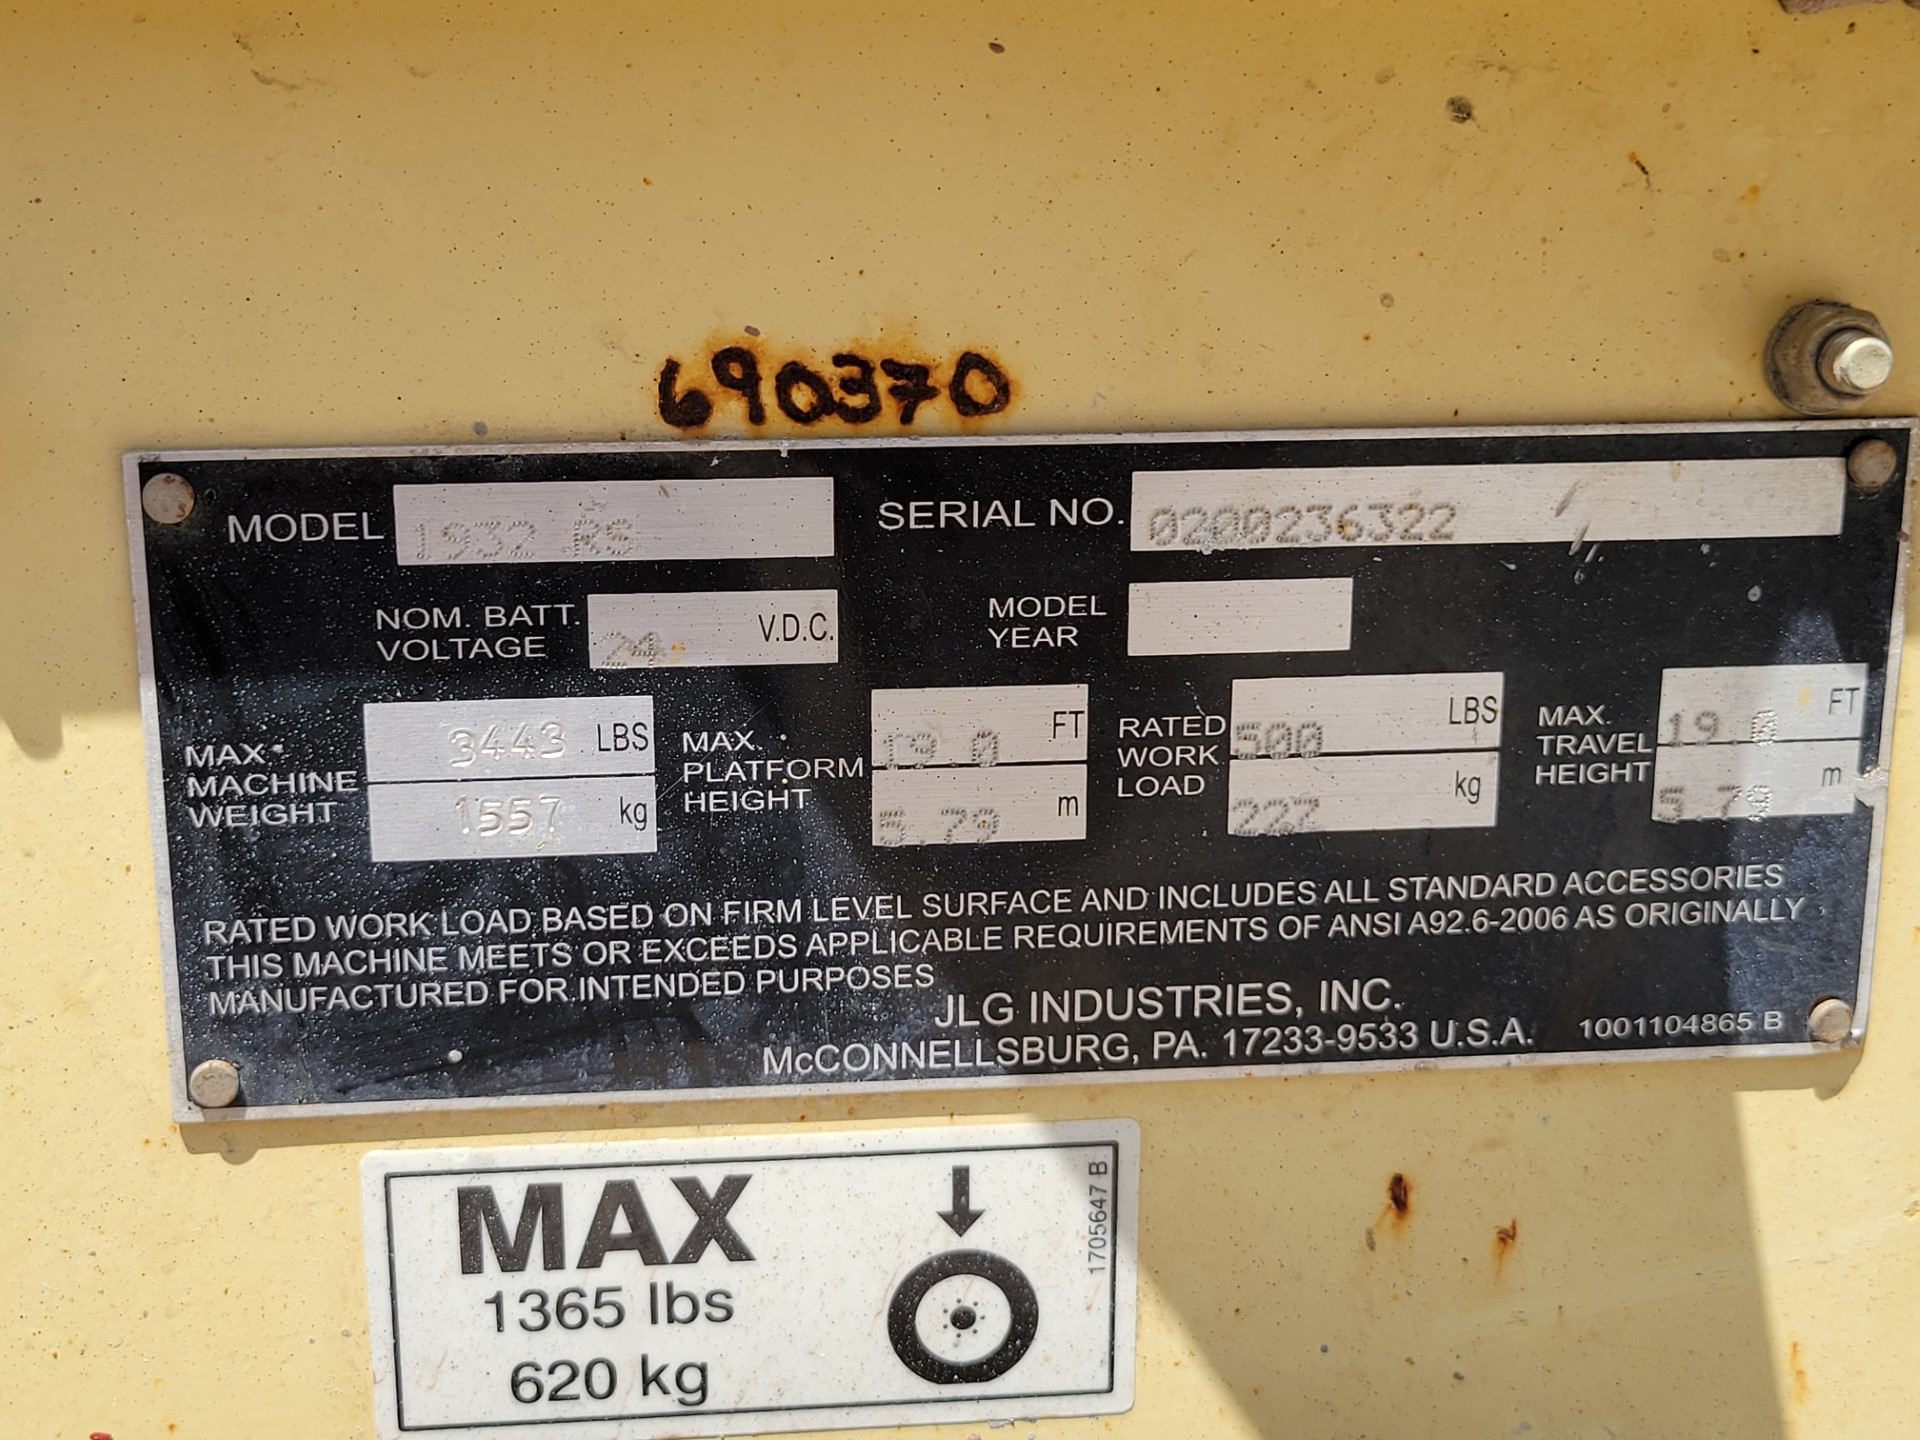 690370
MODEL 1932 RS SERIAL NO. 0200236322
NOM. BATT. VOLTAGE 24 V.D.C. MODEL YEAR
MAX. MACHINE WEIGHT 3443 LBS 1557 kg
MAX. PLATFORM HEIGHT 19.0 FT 5.79 m
RATED WORK LOAD 500 LBS 227 kg
MAX. TRAVEL HEIGHT 19.0 FT 5.79 m
RATED WORK LOAD BASED ON FIRM LEVEL SURFACE AND INCLUDES ALL STANDARD ACCESSORIES
THIS MACHINE MEETS OR EXCEEDS APPLICABLE REQUIREMENTS OF ANSI A92.6-2006 AS ORIGINALLY
MANUFACTURED FOR INTENDED PURPOSES
JLG INDUSTRIES, INC.
McCONNELLSBURG, PA. 17233-9533 U.S.A. 1001104865 B
MAX
1365 lbs
620 kg
1705647 B